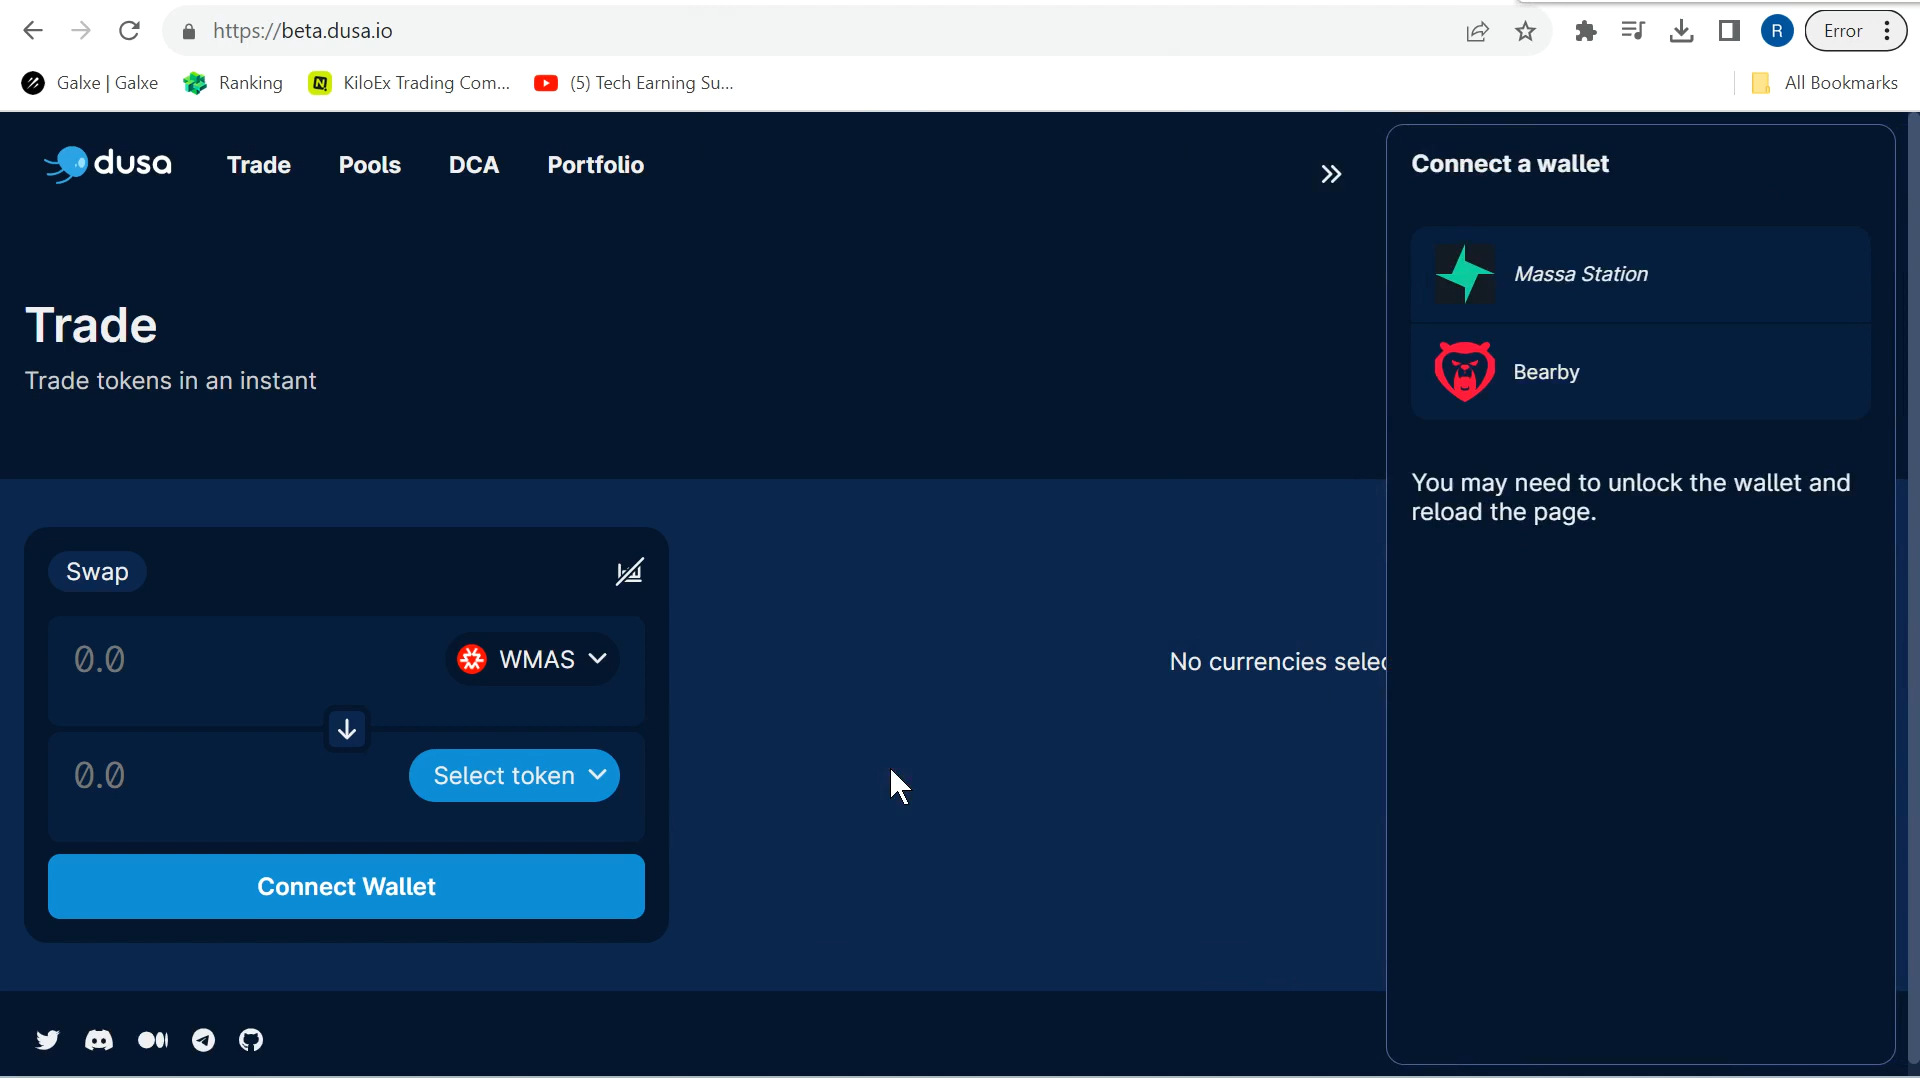 https://beta.dusa.io
R
Error
Galxe | Galxe
Ranking
KiloEx Trading Com...
(5) Tech Earning Su...
All Bookmarks
dusa
Trade
Pools
DCA
Portfolio
Connect a wallet
Massa Station
Bearby
You may need to unlock the wallet and
reload the page.
Trade
Trade tokens in an instant
Swap
0.0
WMAS
0.0
Select token
Connect Wallet
No currencies selec